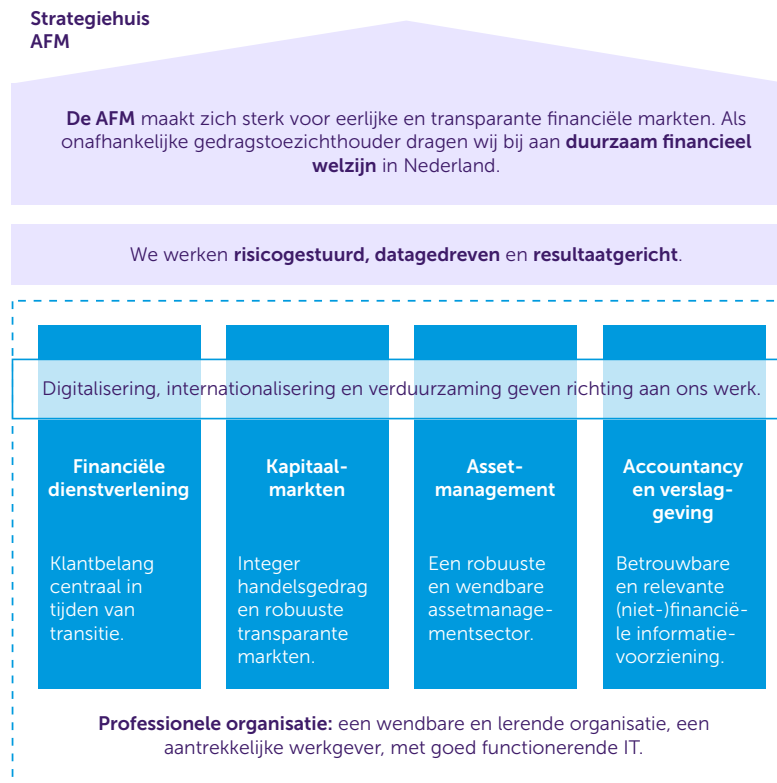 Strategiehuis
AFM
De AFM maakt zich sterk voor eerlijke en transparante financiële markten. Als
onafhankelijke gedragstoezichthouder dragen wij bij aan duurzaam financieel
welzijn in Nederland.
We werken risicogestuurd, datagedreven en resultaatgericht.
Digitalisering, internationalisering en verduurzaming geven richting aan ons werk.
Financiële
dienstverlening
Klantbelang
centraal in
tijden van
transitie.
Kapitaal-
markten
Integer
handelsgedrag
en robuuste
transparante
markten.
Asset-
management
Een robuuste
en wendbare
assetmanage-
mentsector.
Accountancy
en verslag-
geving
Betrouwbare
en relevante
(niet-)financië-
le informatie-
voorziening.
Professionele organisatie: een wendbare en lerende organisatie, een
aantrekkelijke werkgever, met goed functionerende IT.